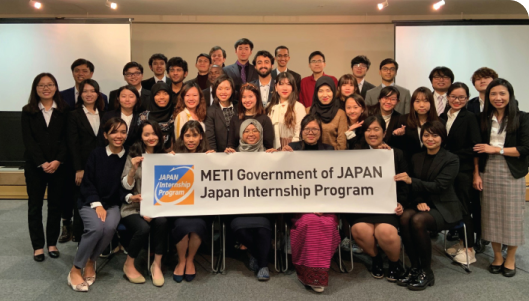 JAPAN
Internship
Program
METI Government of JAPAN
Japan Internship Program